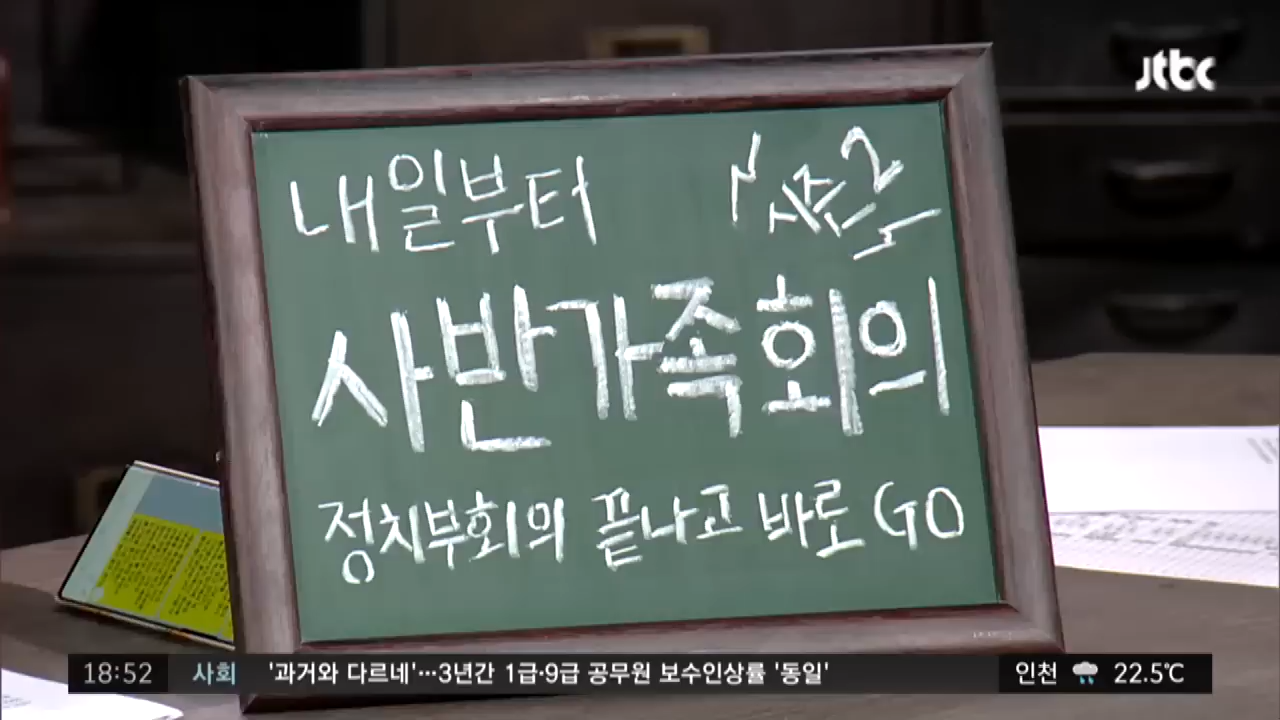 jtbc
내일부터
시즌2
사반가족회의
정치부회의 끝나고 바로 GO
18:52 사회 '과거와 다르네'…3년간 1급·9급 공무원 보수인상률 '동일' 인천 22.5℃